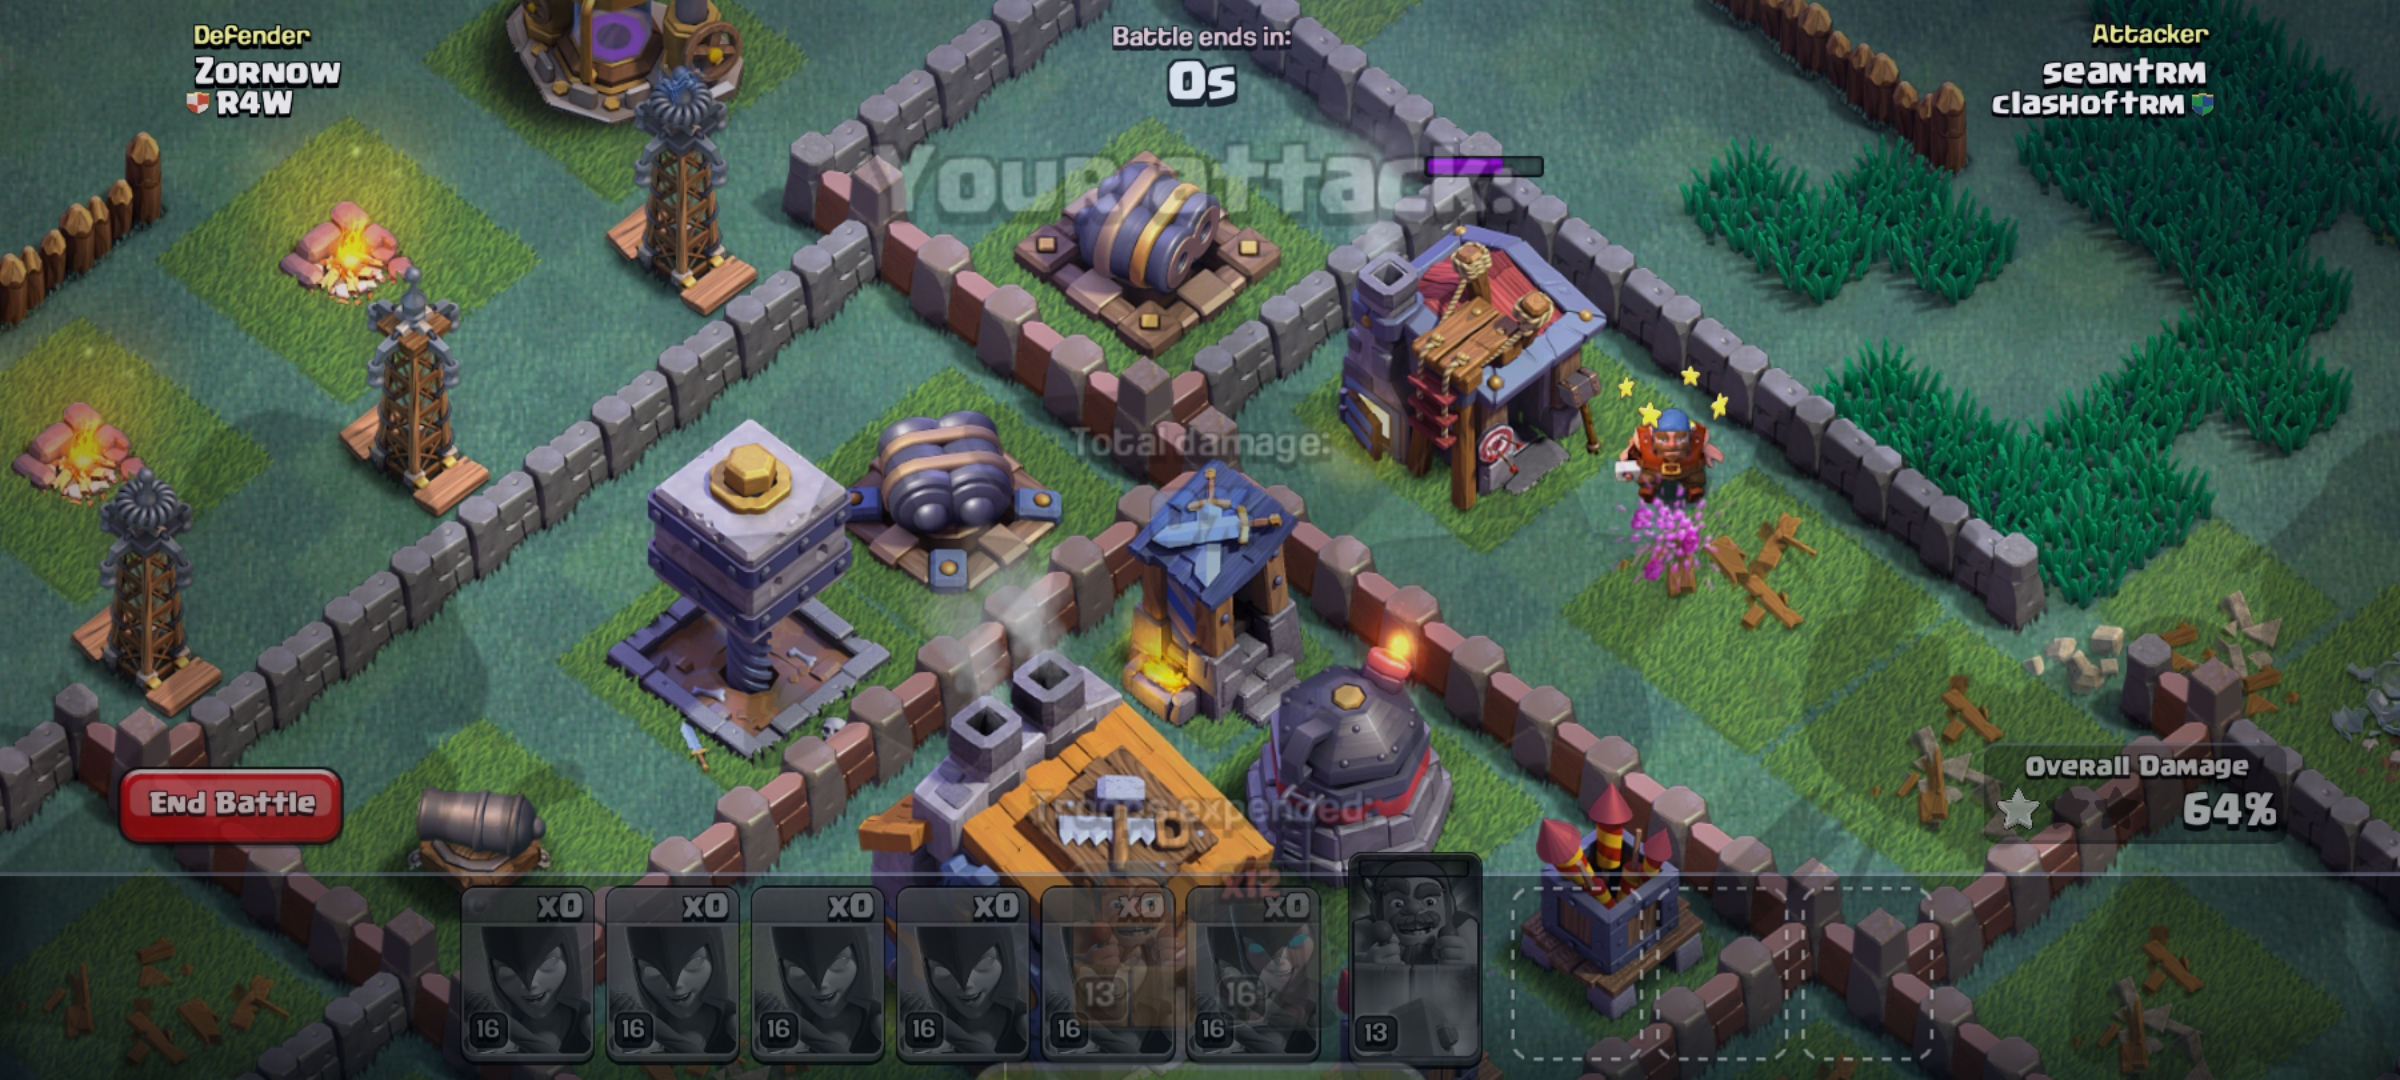 Defender
ZORNOW
R4W
Battle ends in:
0s
Attacker
seantrm
clashoftrm
Your attack:
Total damage:
End Battle
Overall Damage
64%
Troops expended:
x12
x0
x0
x0
x0
x0
x0
13
16
16
16
16
16
16
16
13